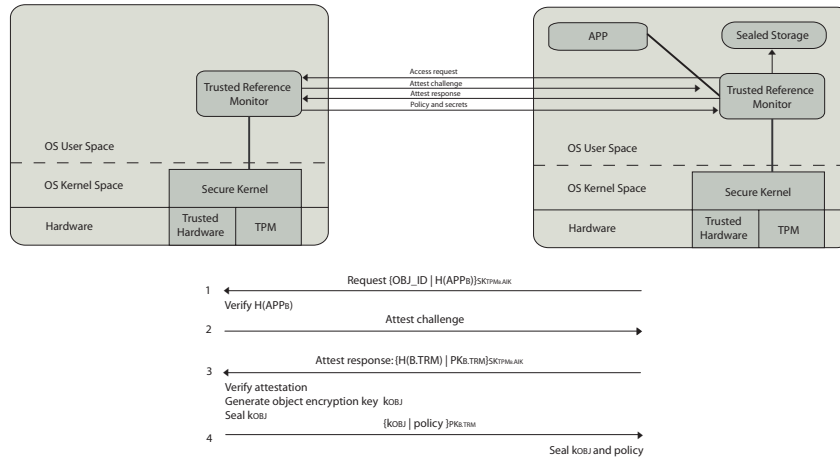 APP
Sealed Storage
Access request
Attest challenge
Attest response
Policy and secrets
Trusted Reference
Monitor
Trusted Reference
Monitor
OS User Space
OS User Space
OS Kernel Space
Secure Kernel
OS Kernel Space
Secure Kernel
Hardware
Trusted
Hardware
TPM
Hardware
Trusted
Hardware
TPM
1
Request {OBJ_ID | H(APPB)}SKTPMB.AIK
Verify H(APPB)
2
Attest challenge
3
Attest response: {H(B.TRM) | PKB.TRM}SKTPMB.AIK
Verify attestation
Generate object encryption key kOBJ
Seal kOBJ
4
{kOBJ | policy }PKB.TRM
Seal kOBJ and policy